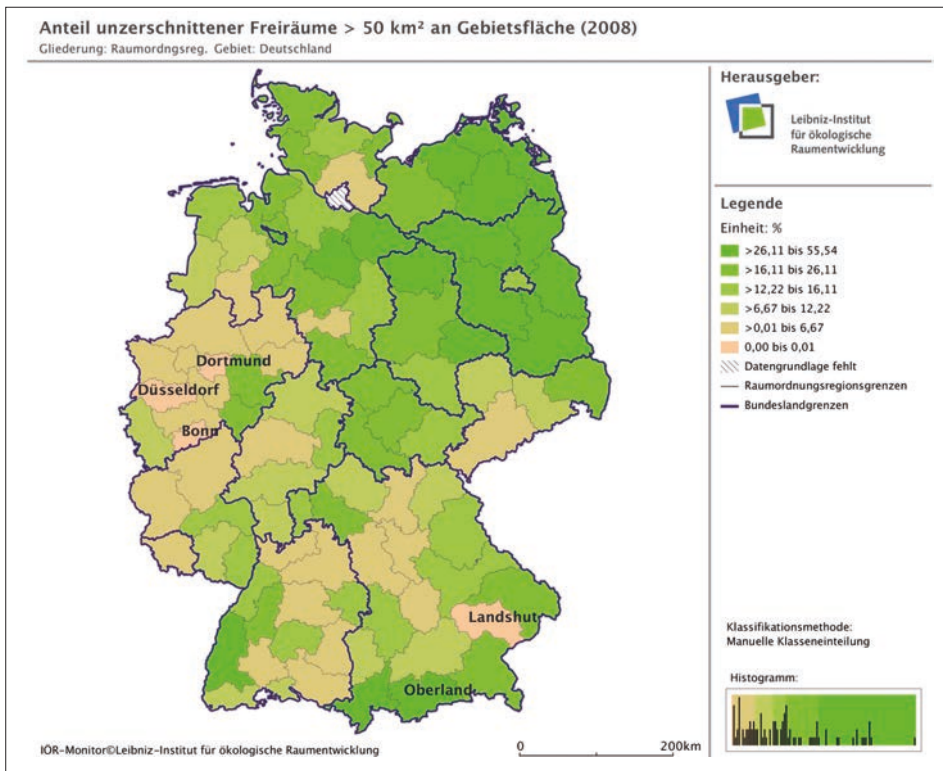 Anteil unzerschnittener Freiräume > 50 km² an Gebietsfläche (2008)
Gliederung: Raumordngsreg. Gebiet: Deutschland
Dortmund
Düsseldorf
Bonn
Landshut
Oberland
Herausgeber:
Leibniz-Institut
für ökologische
Raumentwicklung
Legende
Einheit: %
>26,11 bis 55,54
>16,11 bis 26,11
>12,22 bis 16,11
>6,67 bis 12,22
>0,01 bis 6,67
0,00 bis 0,01
Datengrundlage fehlt
Raumordnungsregionsgrenzen
Bundeslandgrenzen
Klassifikationsmethode:
Manuelle Klasseneinteilung
Histogramm:
IÖR-Monitor©Leibniz-Institut für ökologische Raumentwicklung
0 200km